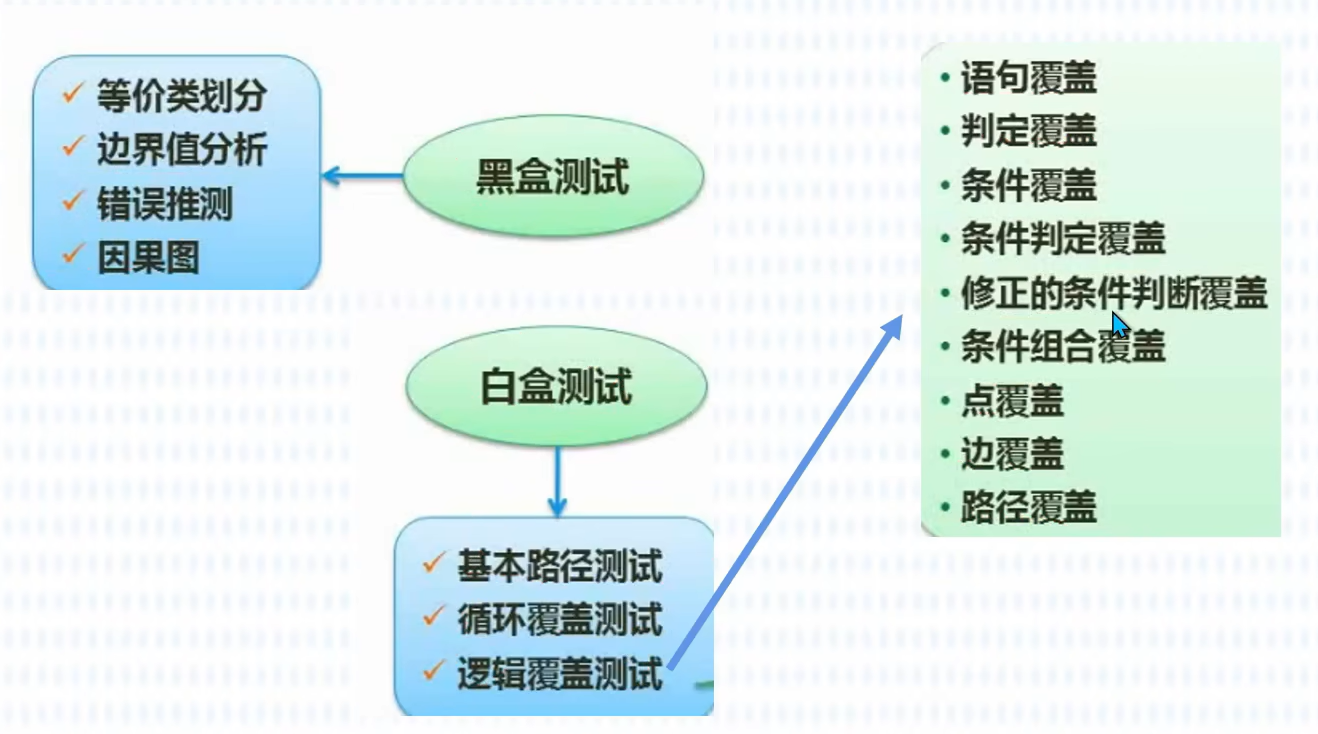 等价类划分
边界值分析
错误推测
因果图
黑盒测试
白盒测试
基本路径测试
循环覆盖测试
逻辑覆盖测试
语句覆盖
判定覆盖
条件覆盖
条件判定覆盖
修正的条件判断覆盖
条件组合覆盖
点覆盖
边覆盖
路径覆盖